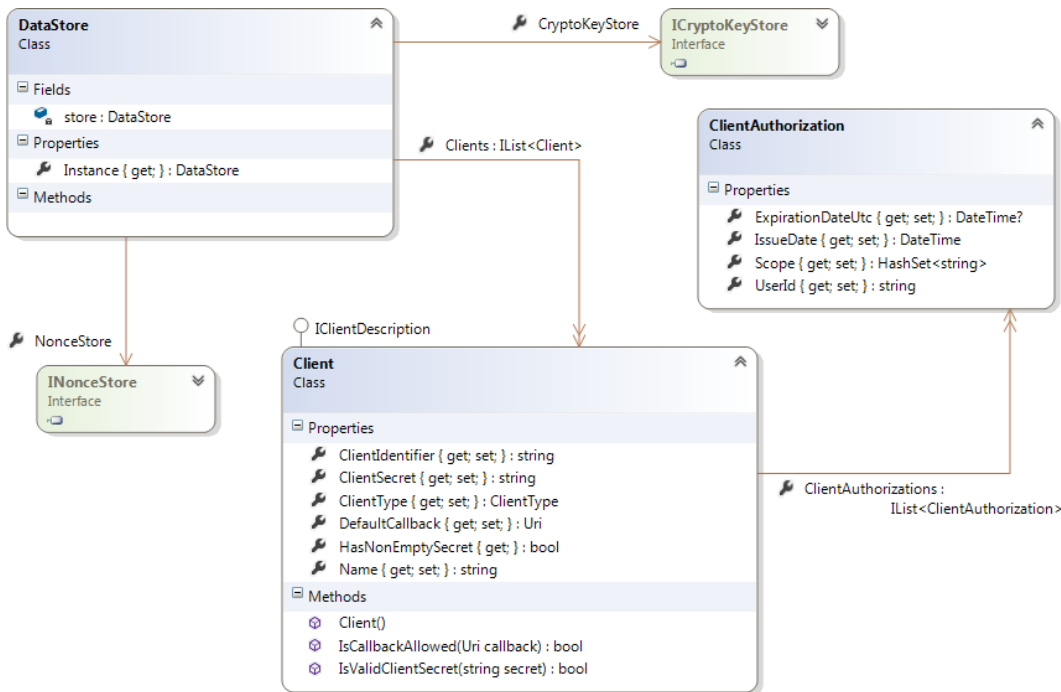 DataStore
Class
Fields
store : DataStore
Properties
Instance { get; } : DataStore
Methods
CryptoKeyStore
ICryptoKeyStore
Interface
Clients : IList<Client>
ClientAuthorization
Class
Properties
ExpirationDateUtc { get; set; } : DateTime?
IssueDate { get; set; } : DateTime
Scope { get; set; } : HashSet<string>
UserId { get; set; } : string
NonceStore
INonceStore
Interface
IClientDescription
Client
Class
Properties
ClientIdentifier { get; set; } : string
ClientSecret { get; set; } : string
ClientType { get; set; } : ClientType
DefaultCallback { get; set; } : Uri
HasNonEmptySecret { get; } : bool
Name { get; set; } : string
Methods
Client()
IsCallbackAllowed(Uri callback) : bool
IsValidClientSecret(string secret) : bool
ClientAuthorizations :
IList<ClientAuthorization>